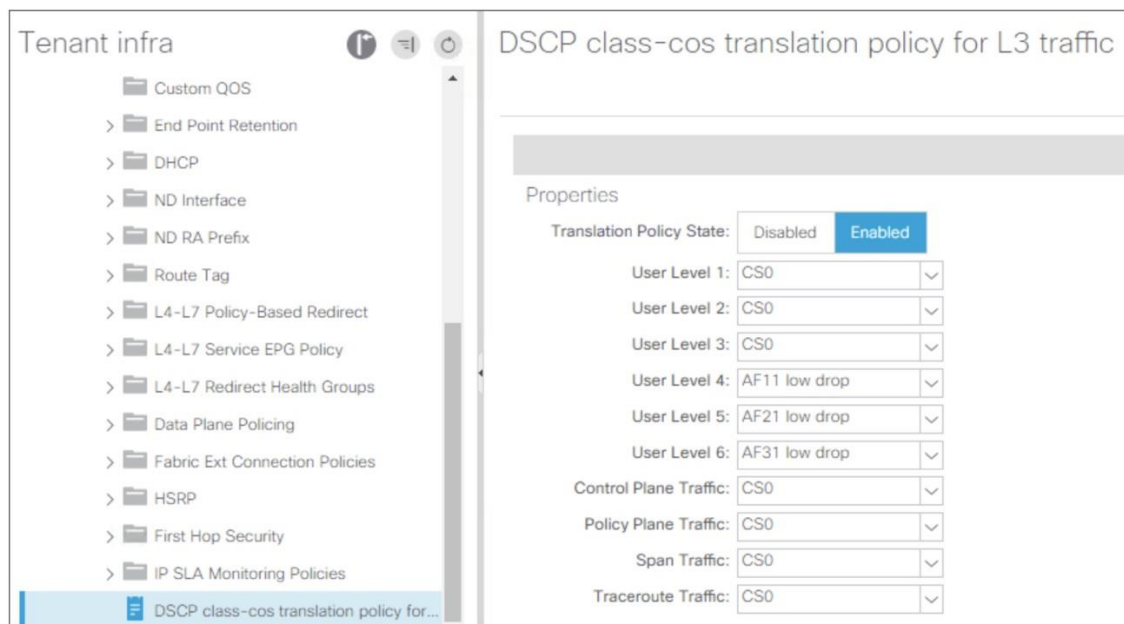 Tenant infra
Custom QOS
End Point Retention
DHCP
ND Interface
ND RA Prefix
Route Tag
L4-L7 Policy-Based Redirect
L4-L7 Service EPG Policy
L4-L7 Redirect Health Groups
Data Plane Policing
Fabric Ext Connection Policies
HSRP
First Hop Security
IP SLA Monitoring Policies
DSCP class-cos translation policy for...
DSCP class-cos translation policy for L3 traffic
Properties
Translation Policy State: Disabled Enabled
User Level 1: CS0
User Level 2: CS0
User Level 3: CS0
User Level 4: AF11 low drop
User Level 5: AF21 low drop
User Level 6: AF31 low drop
Control Plane Traffic: CS0
Policy Plane Traffic: CS0
Span Traffic: CS0
Traceroute Traffic: CS0